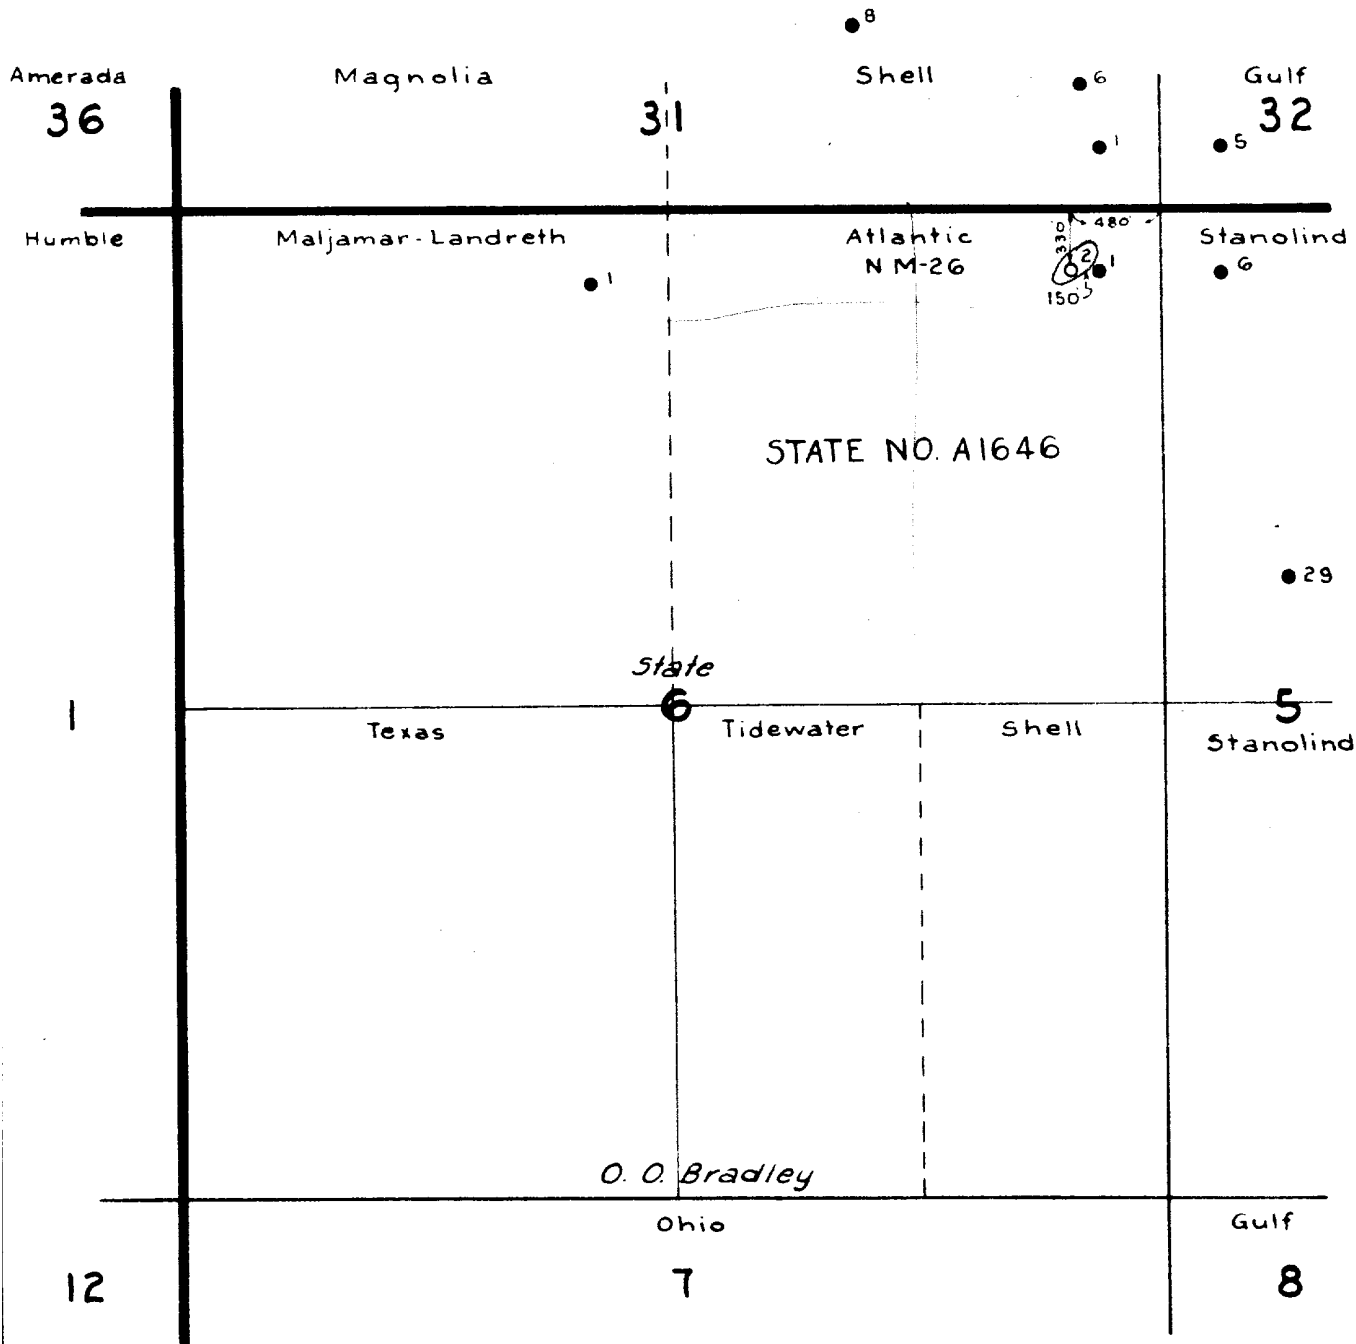 8
Amerada Magnolia Shell 6 Gulf
36 31 32
1 5
Humble Maljamar-Landreth Atlantic 330' 480' Stanolind
NM-26 2 1 6
1 150'
STATE NO. A1646
29
State
1 6 5
Texas Tidewater Shell Stanolind
O. O. Bradley
Ohio Gulf
12 7 8